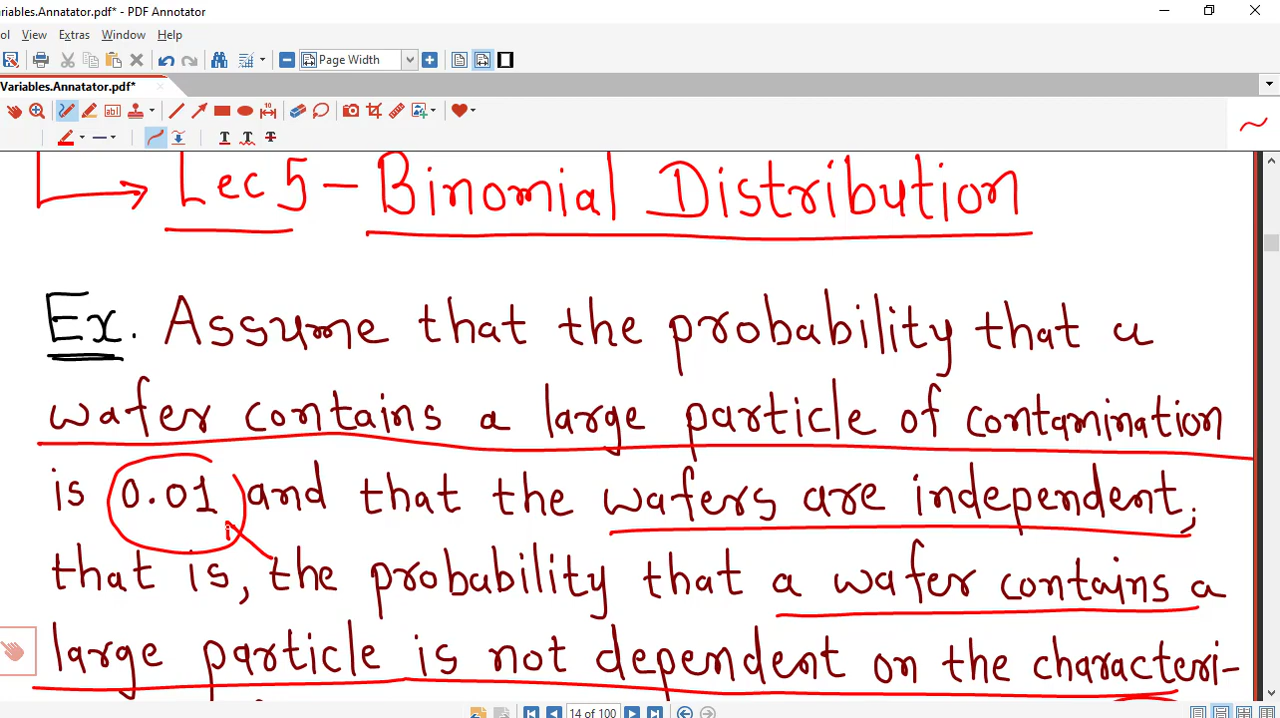 ariables.Annatator.pdf* - PDF Annotator
ol View Extras Window Help
Page Width
Variables.Annatator.pdf*
Lec 5 - Binomial Distribution
Ex. Assume that the probability that a
wafer contains a large particle of contamination
is 0.01 and that the wafers are independent;
that is, the probability that a wafer contains a
large particle is not dependent on the characteri-
14 of 100